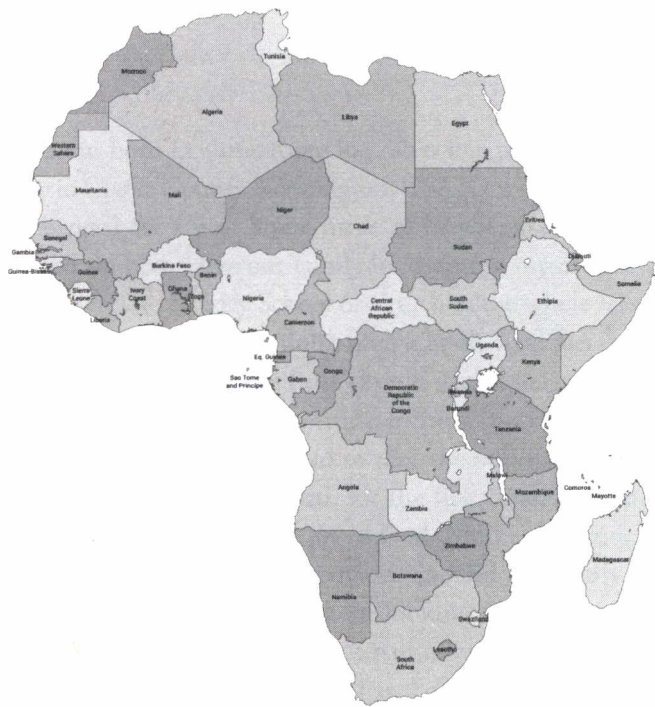 Tunisia
Morocco
Algeria
Libya
Egypt
Western
Sahara
Mauritania
Mali
Niger
Chad
Sudan
Eritrea
Senegal
Gambia
Guinea-Bissau
Guinea
Burkina Faso
Benin
Djibouti
Somalia
Sierra
Leone
Ivory
Coast
Ghana
Togo
Nigeria
Central
African
Republic
South
Sudan
Ethipia
Liberia
Cameroon
Uganda
Kenya
Eq. Guinea
Sao Tome
and Principe
Gabon
Congo
Democratic
Republic
of the
Congo
Rwanda
Burundi
Tanzania
Angola
Zambia
Malawi
Mozambique
Comoros
Mayotte
Zimbabwe
Madagascar
Namibia
Botswana
Swaziland
Lesotho
South
Africa